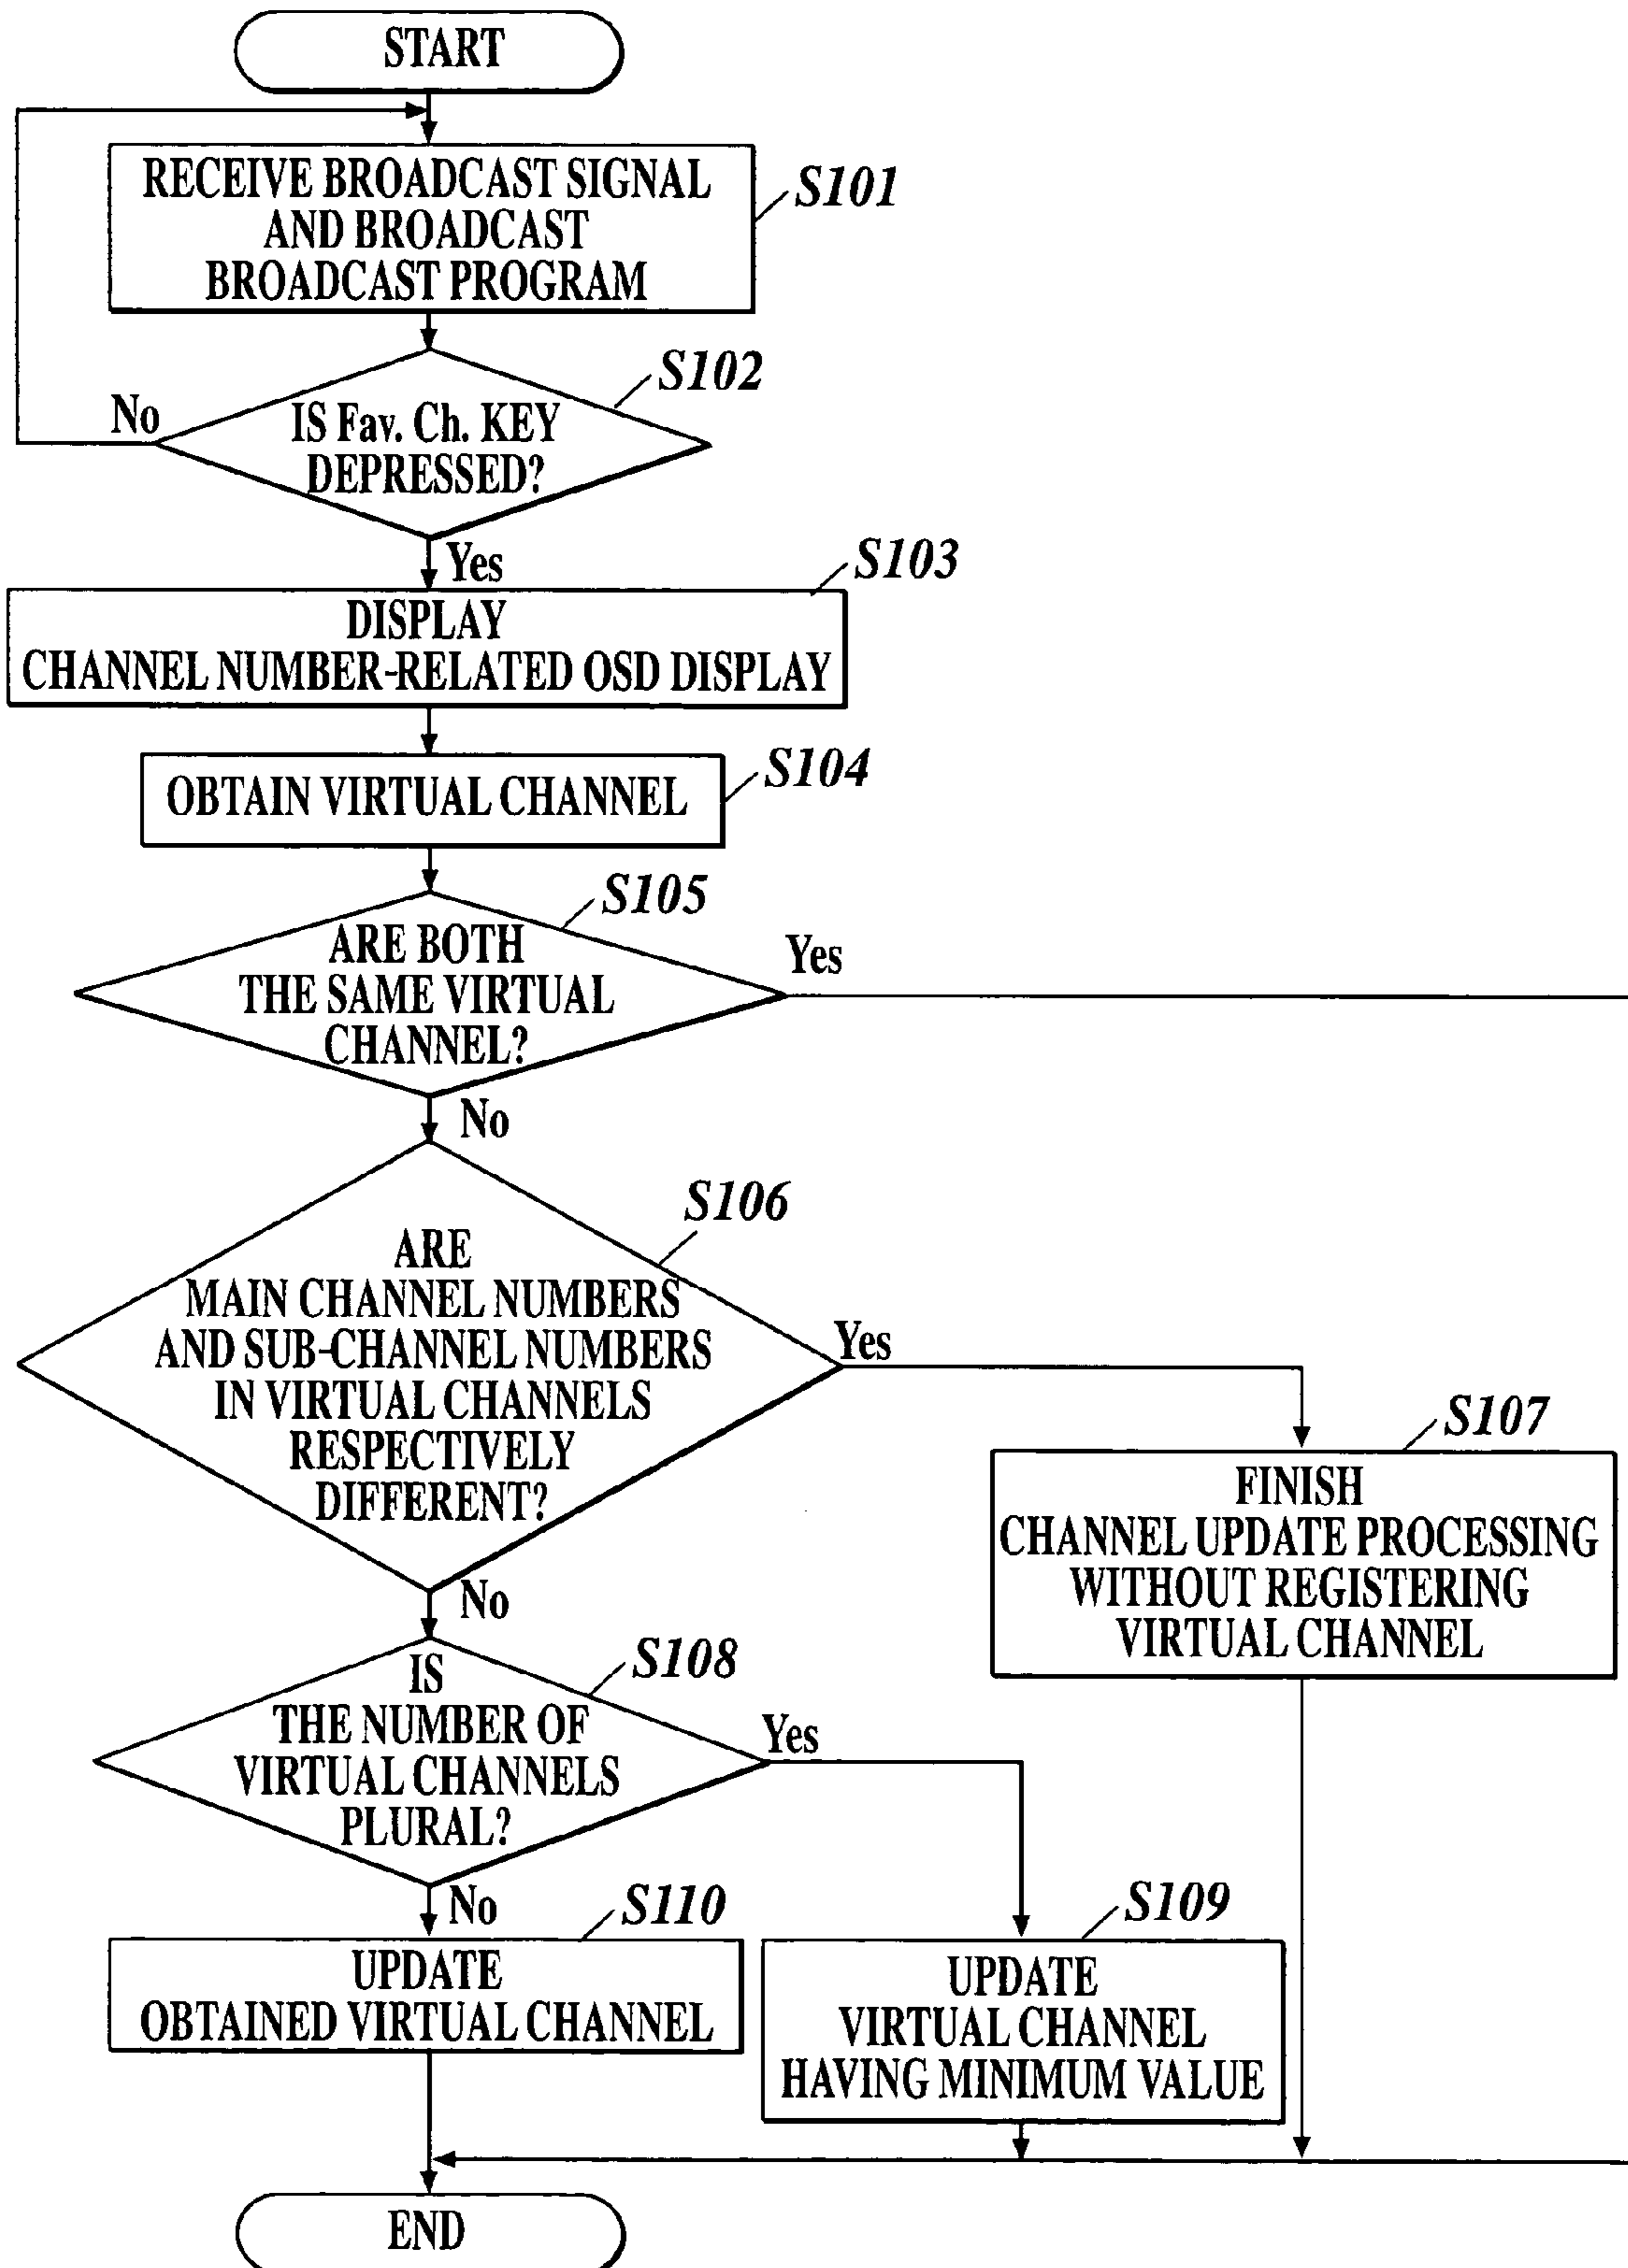 START
RECEIVE BROADCAST SIGNAL
AND BROADCAST
BROADCAST PROGRAM
S101
S102
No
IS Fav. Ch. KEY
DEPRESSED?
Yes
S103
DISPLAY
CHANNEL NUMBER-RELATED OSD DISPLAY
S104
OBTAIN VIRTUAL CHANNEL
S105
ARE BOTH
THE SAME VIRTUAL
CHANNEL?
Yes
No
S106
ARE
MAIN CHANNEL NUMBERS
AND SUB-CHANNEL NUMBERS
IN VIRTUAL CHANNELS
RESPECTIVELY
DIFFERENT?
Yes
S107
FINISH
CHANNEL UPDATE PROCESSING
WITHOUT REGISTERING
VIRTUAL CHANNEL
No
S108
IS
THE NUMBER OF
VIRTUAL CHANNELS
PLURAL?
Yes
No
S110
UPDATE
OBTAINED VIRTUAL CHANNEL
S109
UPDATE
VIRTUAL CHANNEL
HAVING MINIMUM VALUE
END